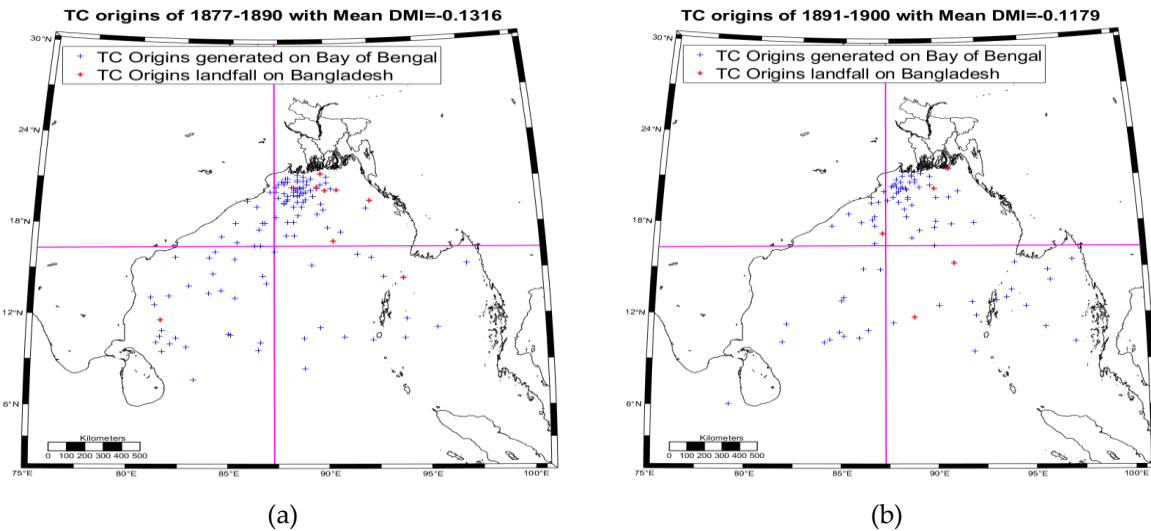 TC origins of 1877-1890 with Mean DMI=-0.1316
30°N
TC Origins generated on Bay of Bengal
TC Origins landfall on Bangladesh
24°N
18°N
12°N
6°N
Kilometers
0 100 200 300 400 500
75°E 80°E 85°E 90°E 95°E 100°E
(a)
TC origins of 1891-1900 with Mean DMI=-0.1179
30°N
TC Origins generated on Bay of Bengal
TC Origins landfall on Bangladesh
24°N
18°N
12°N
6°N
Kilometers
0 100 200 300 400 500
75°E 80°E 85°E 90°E 95°E 100°E
(b)